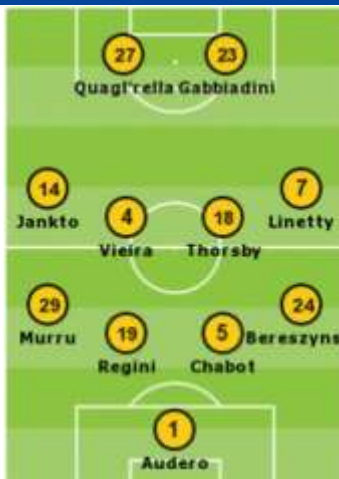 27 23
Quagl'rella Gabbiadini
14 7
Jankto 4 18 Linetty
Vieira Thorsby
29 24
Murru 19 5 Bereszyns
Regini Chabot
1
Audero